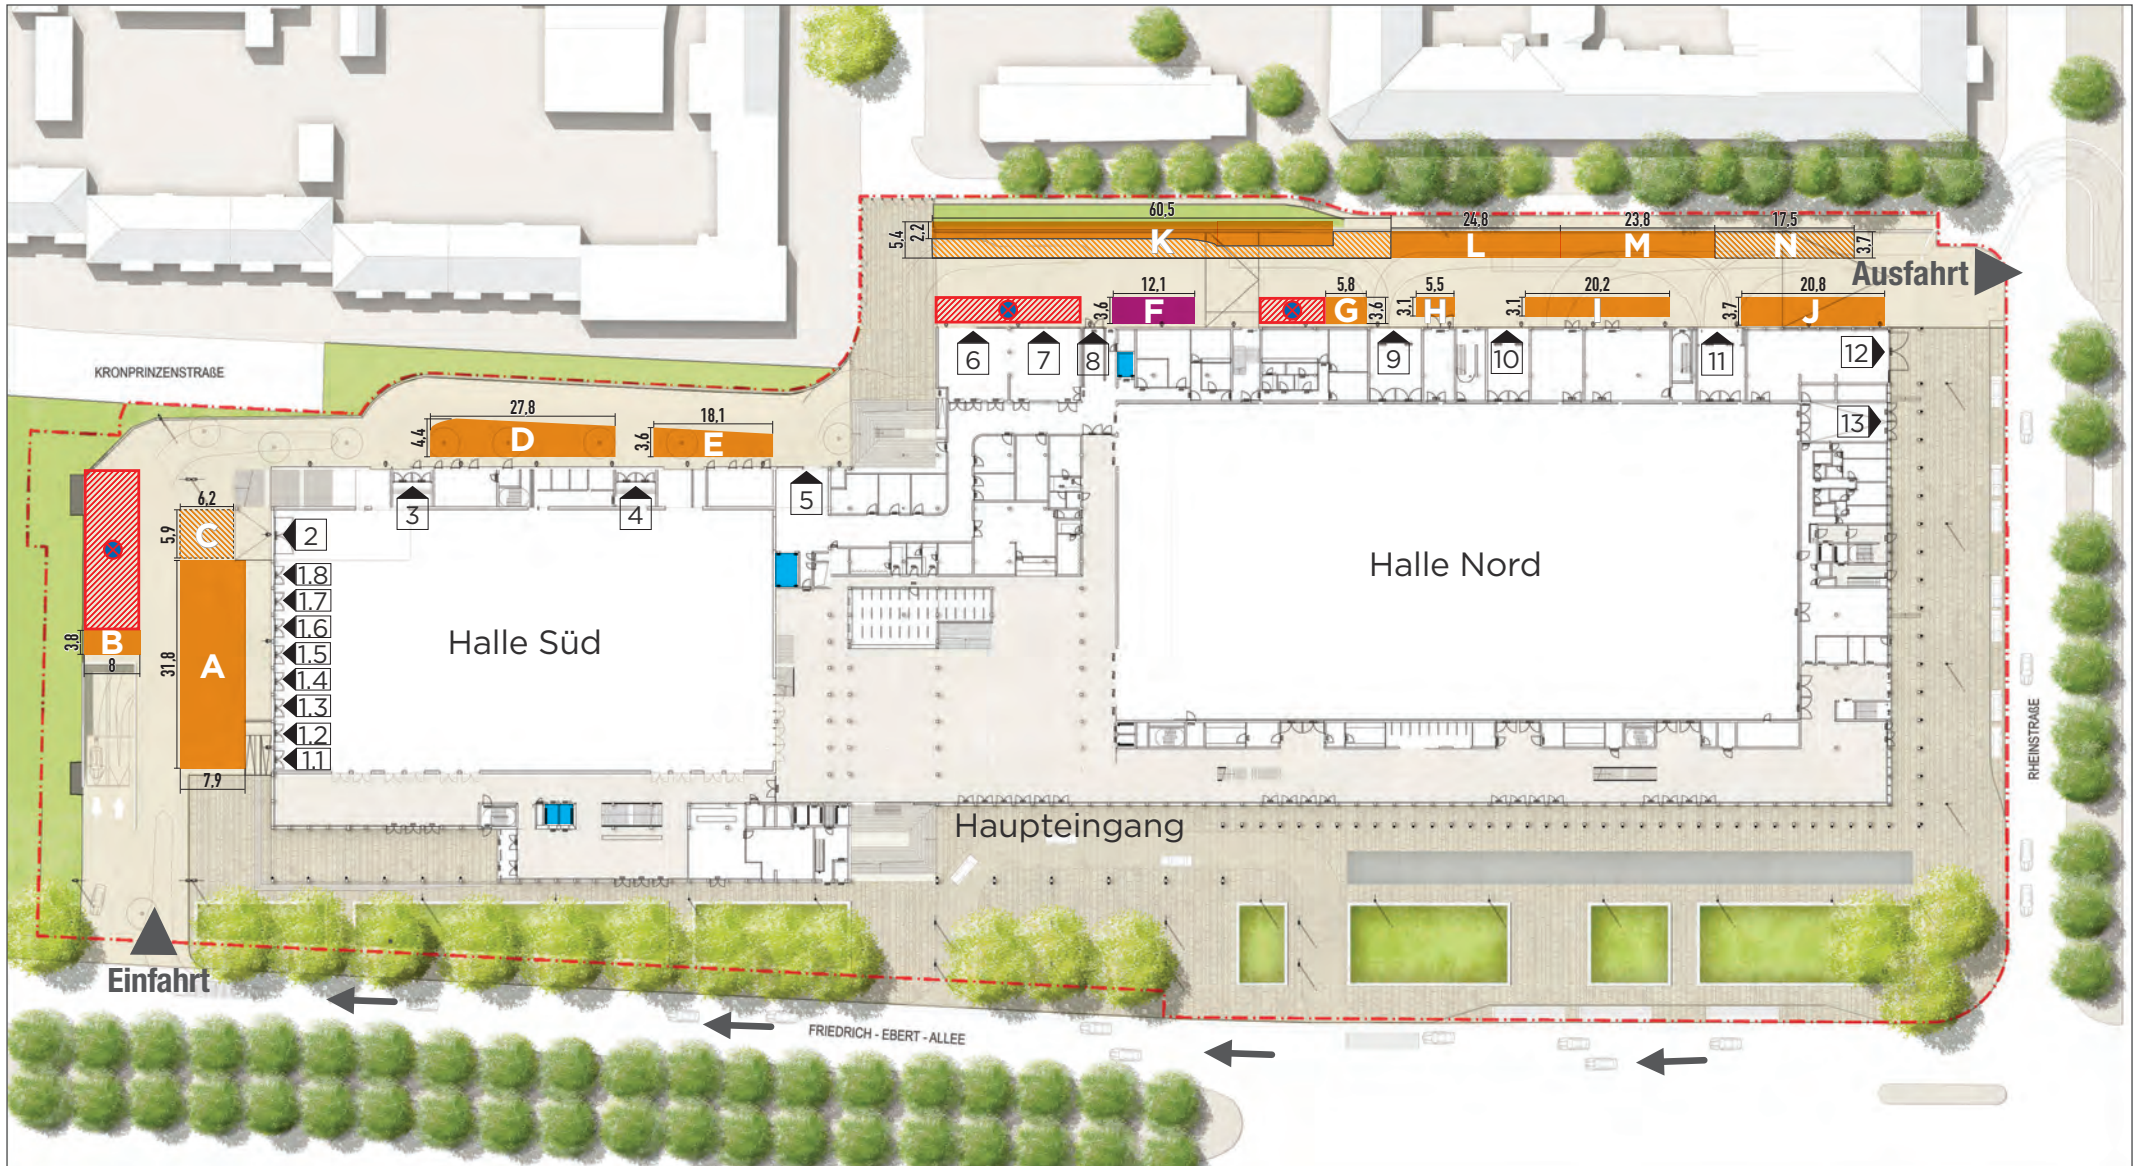 60,5
24,8
23,8
17,5
5,4
2,2
K
L
M
N
3,7
Ausfahrt
12,1
5,8
5,5
20,2
20,8
3,6
F
G
3,6
3,1
H
3,1
I
3,7
J
6
7
8
9
10
11
12
13
KRONPRINZENSTRAßE
27,8
18,1
4,4
D
3,6
E
3
4
5
6,2
5,9
C
2
1.8
1.7
1.6
1.5
1.4
1.3
1.2
1.1
3,8
B
8
31,8
A
7,9
Halle Süd
Halle Nord
Haupteingang
RHEINSTRAßE
Einfahrt
FRIEDRICH - EBERT - ALLEE